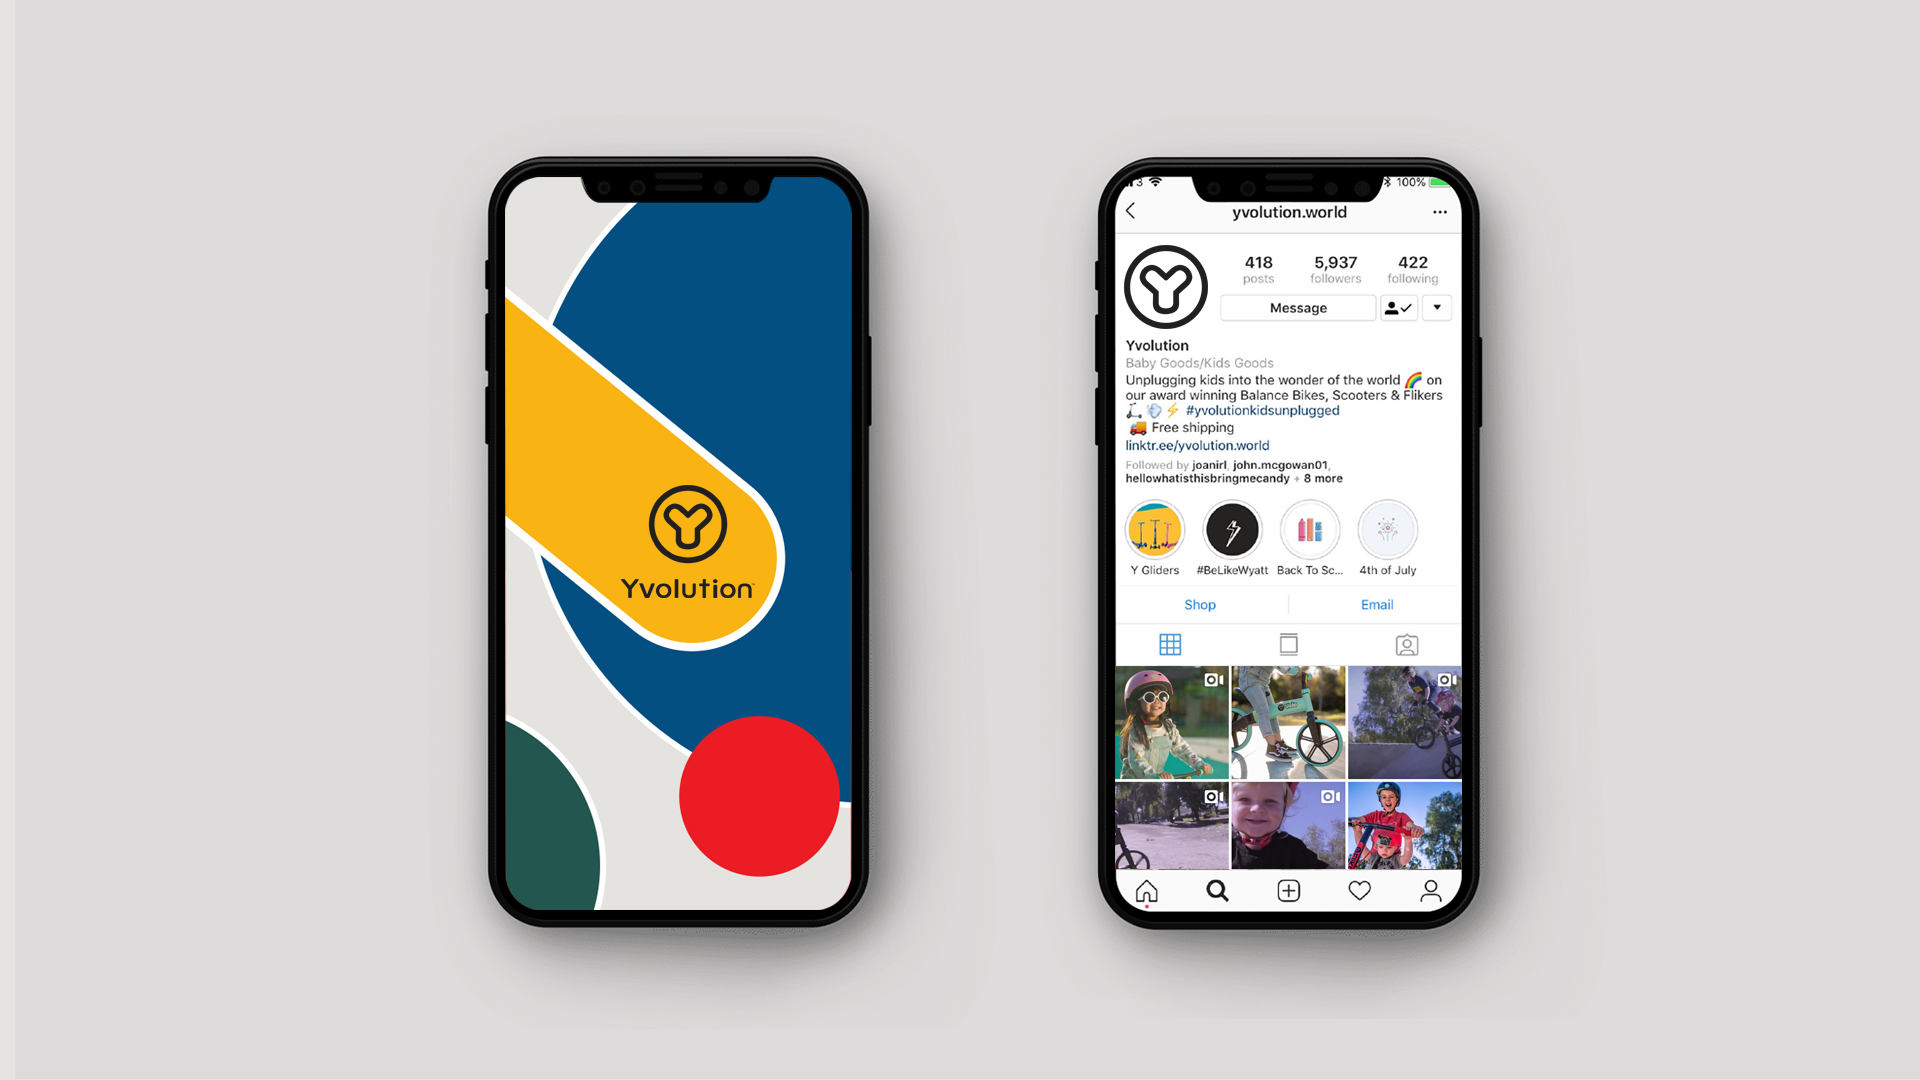 Yvolution
3 100%
yvolution.world
418 5,937 422
posts followers following
Message
Yvolution
Baby Goods/Kids Goods
Unplugging kids into the wonder of the world 🌈 on
our award winning Balance Bikes, Scooters & Flikers
🛴 💨 ⚡ #yvolutionkidsunplugged
🚚 Free shipping
linktr.ee/yvolution.world
Followed by joanirl, john.mcgowan01,
hellowhatisthisbringmecandy + 8 more
Y Gliders #BeLikeWyatt Back To Sc... 4th of July
Shop Email